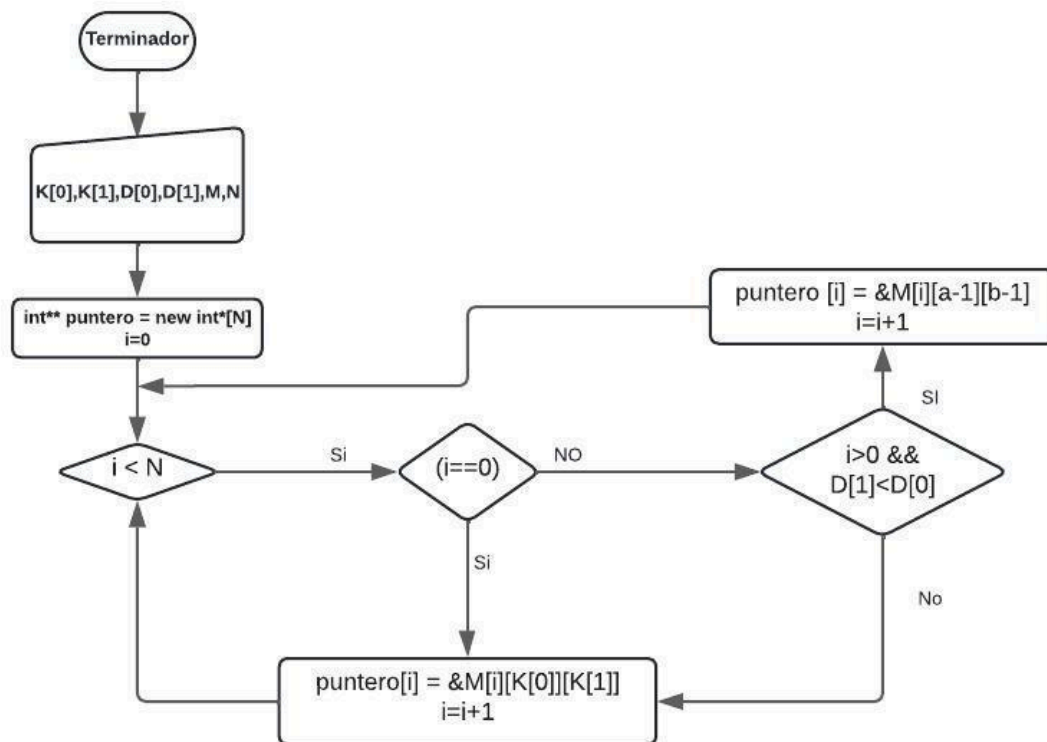 Terminador
K[0],K[1],D[0],D[1],M,N
int** puntero = new int*[N]
i=0
puntero [i] = &M[i][a-1][b-1]
i=i+1
SI
i < N
Si
(i==0)
NO
i>0 &&
D[1]<D[0]
Si
No
puntero[i] = &M[i][K[0]][K[1]]
i=i+1